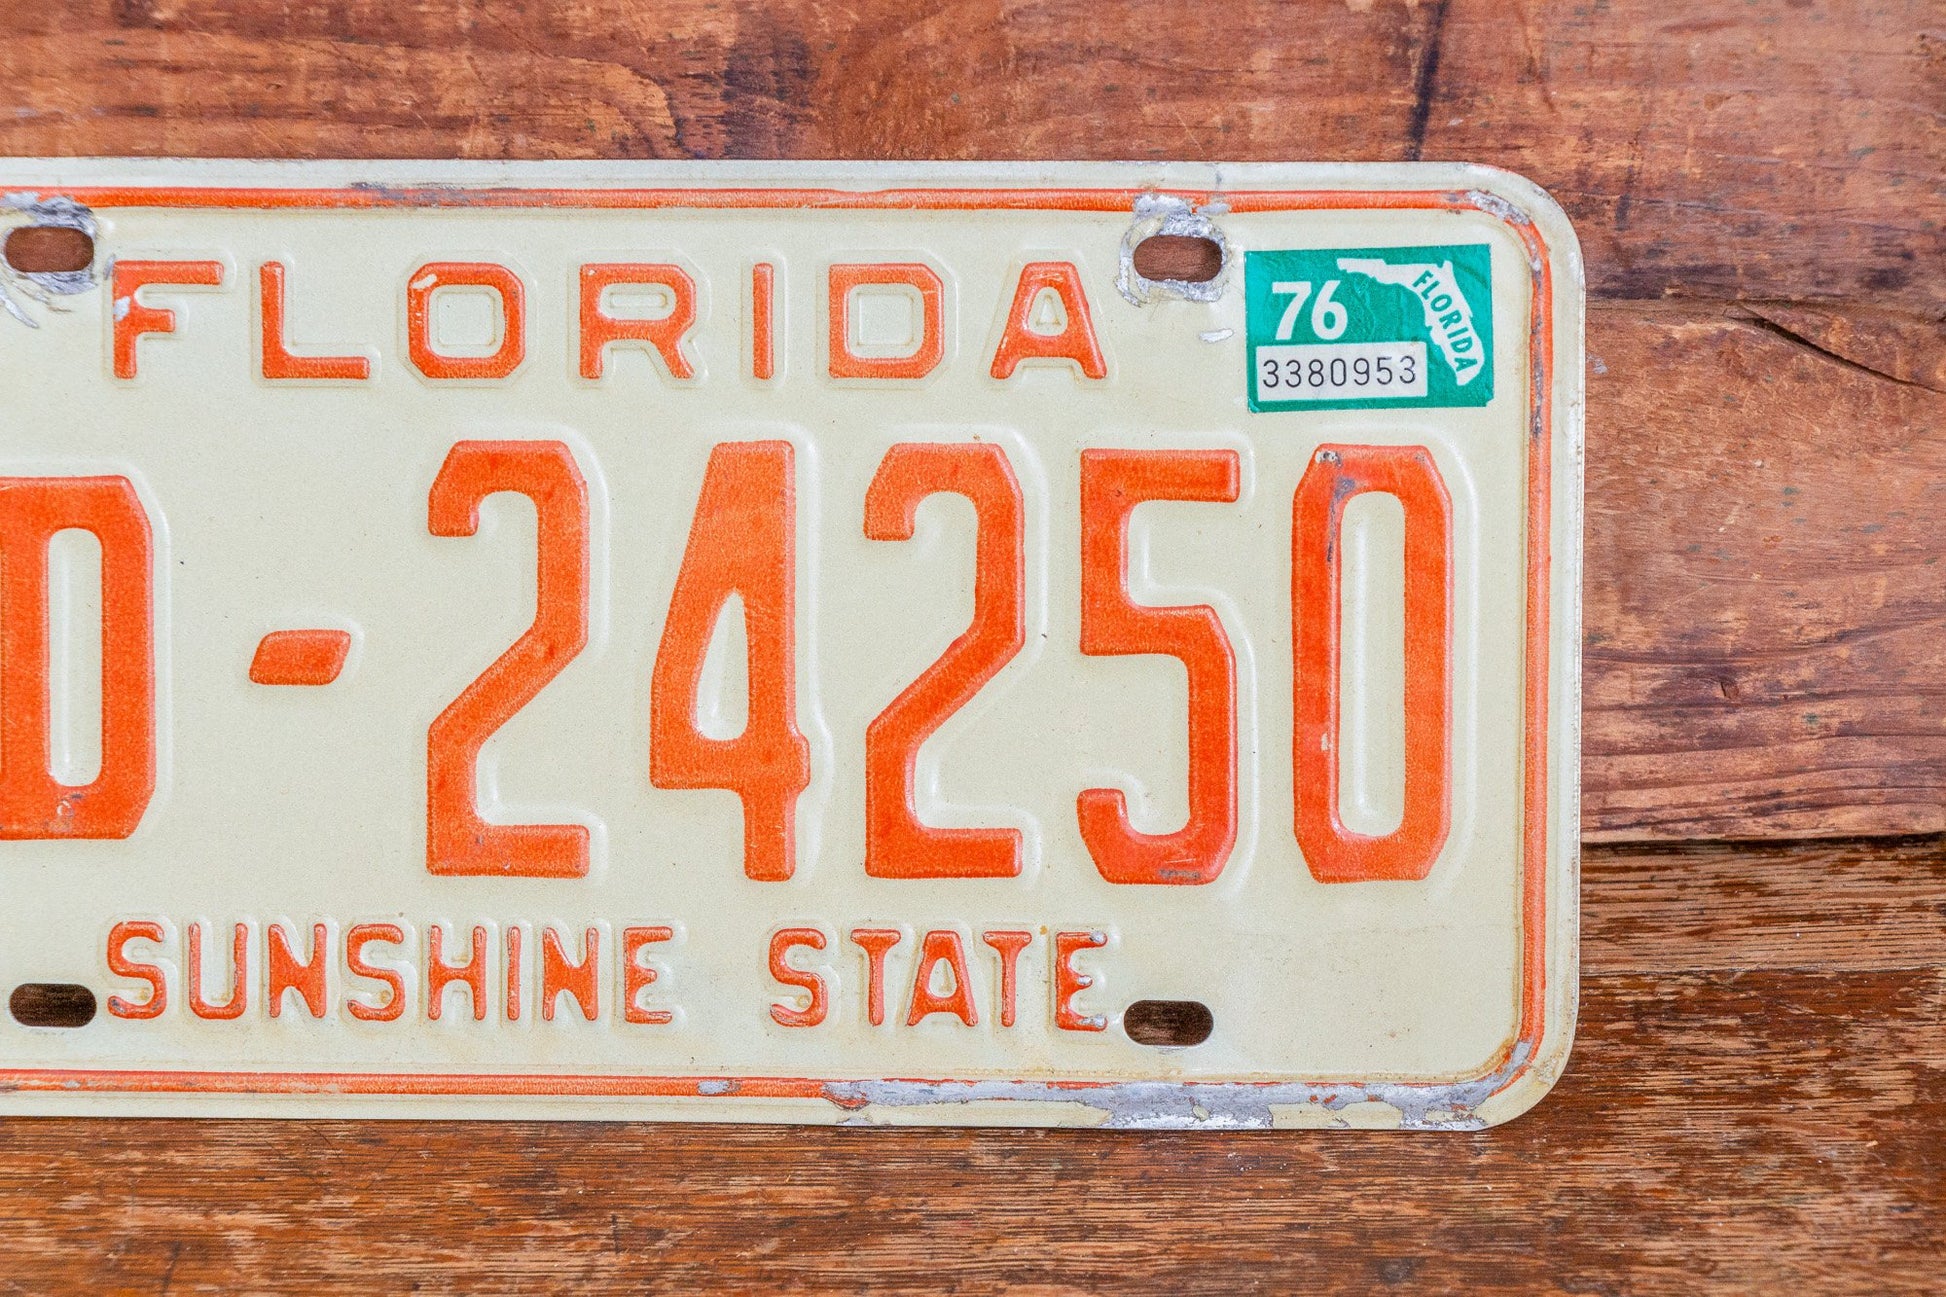 FLORIDA
76
FLORIDA
3380953
D-24250
SUNSHINE STATE